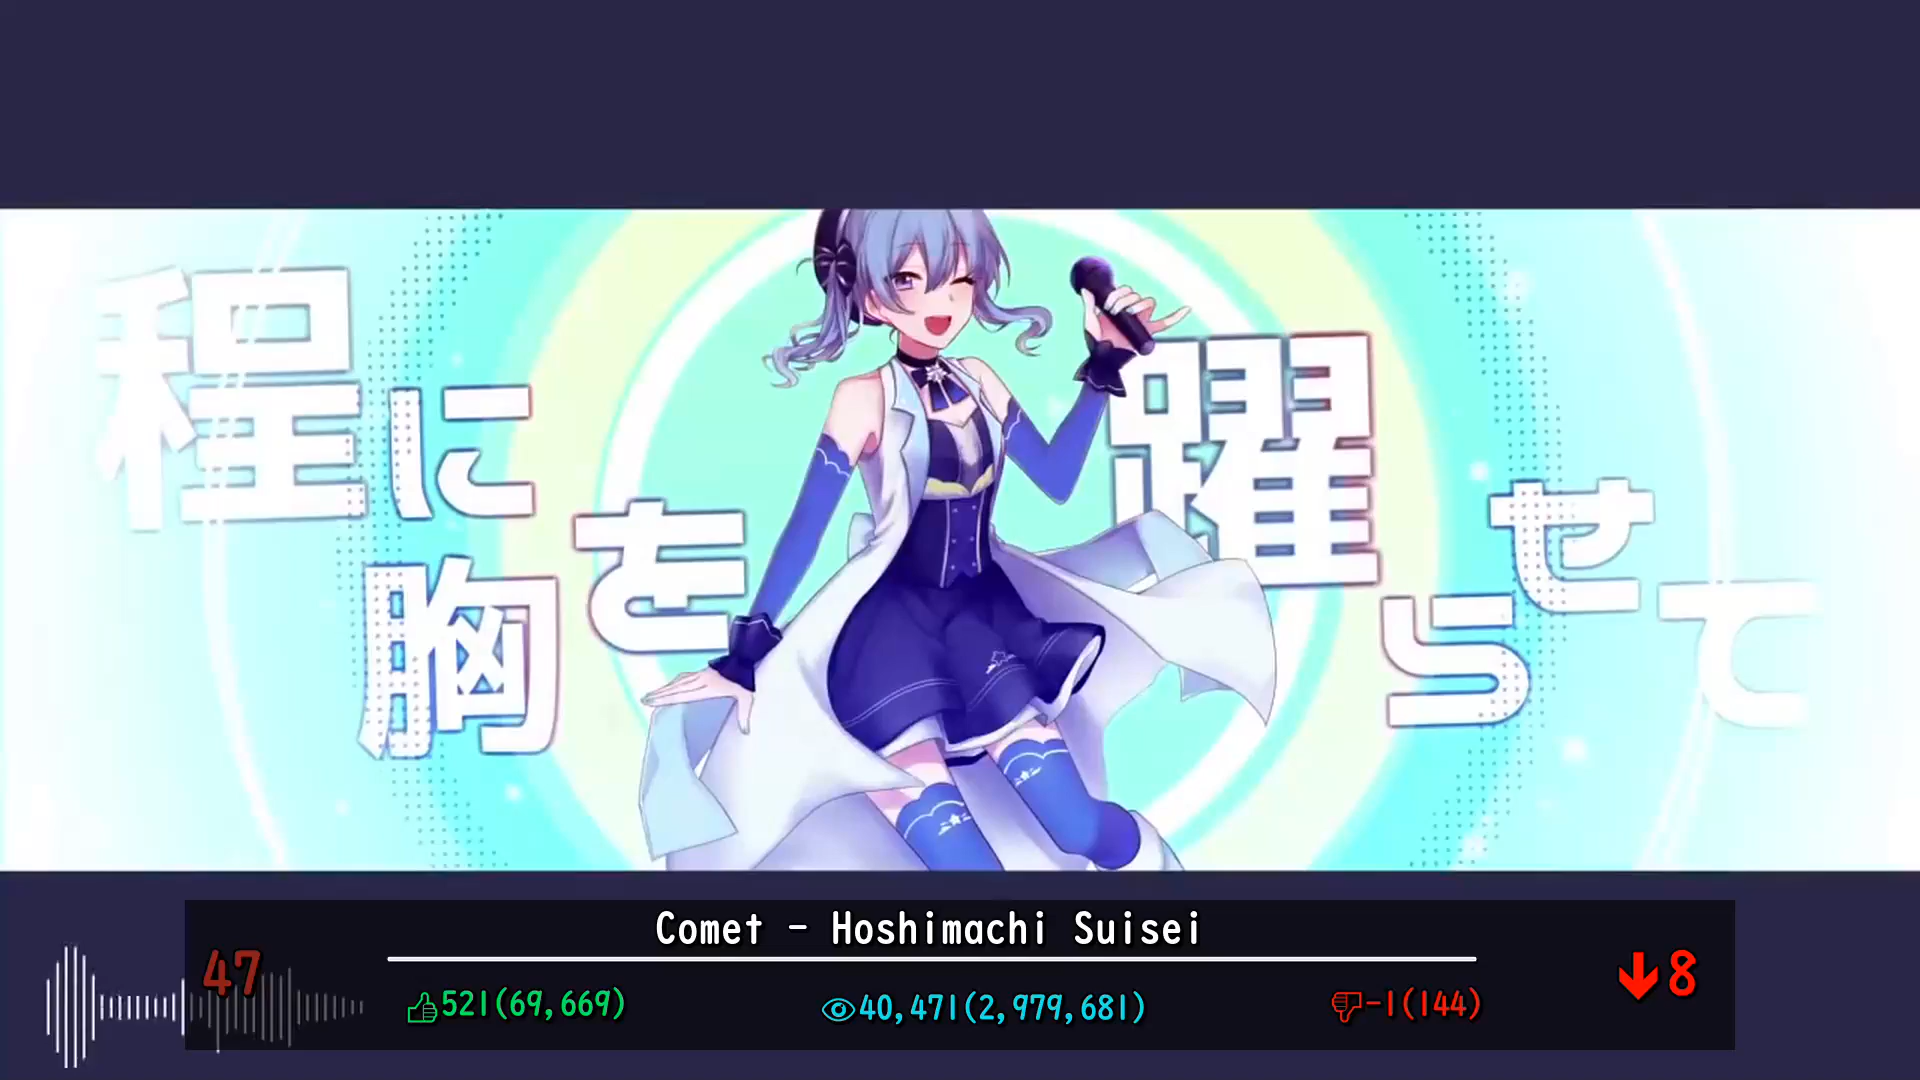 程に
胸を
躍らせて
Comet - Hoshimachi Suisei
47
521(69,669)
40,471(2,979,681)
-1(144)
8